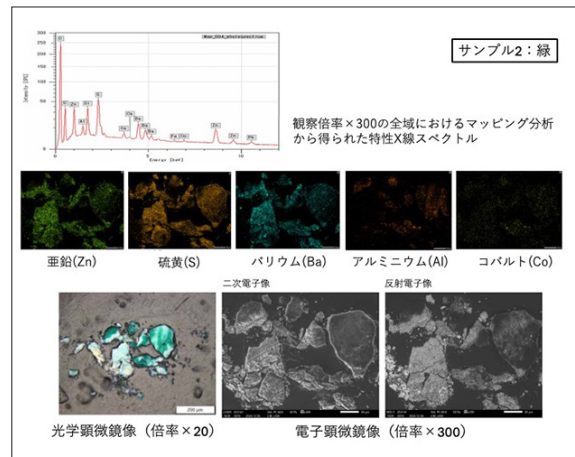 サンプル2：緑
観察倍率×300の全域におけるマッピング分析
から得られた特性X線スペクトル
Energy [keV]
亜鉛(Zn)
硫黄(S)
バリウム(Ba)
アルミニウム(Al)
コバルト(Co)
二次電子像
反射電子像
200 μm
光学顕微鏡像（倍率×20）
電子顕微鏡像（倍率×300）